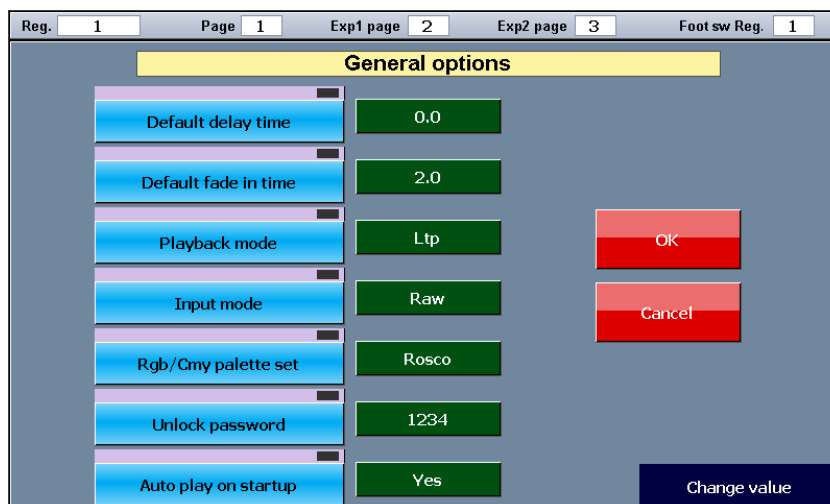 Reg. 1 Page 1 Exp1 page 2 Exp2 page 3 Foot sw Reg. 1
General options
Default delay time 0.0
Default fade in time 2.0
Playback mode Ltp
OK
Input mode Raw
Cancel
Rgb/Cmy palette set Rosco
Unlock password 1234
Auto play on startup Yes
Change value